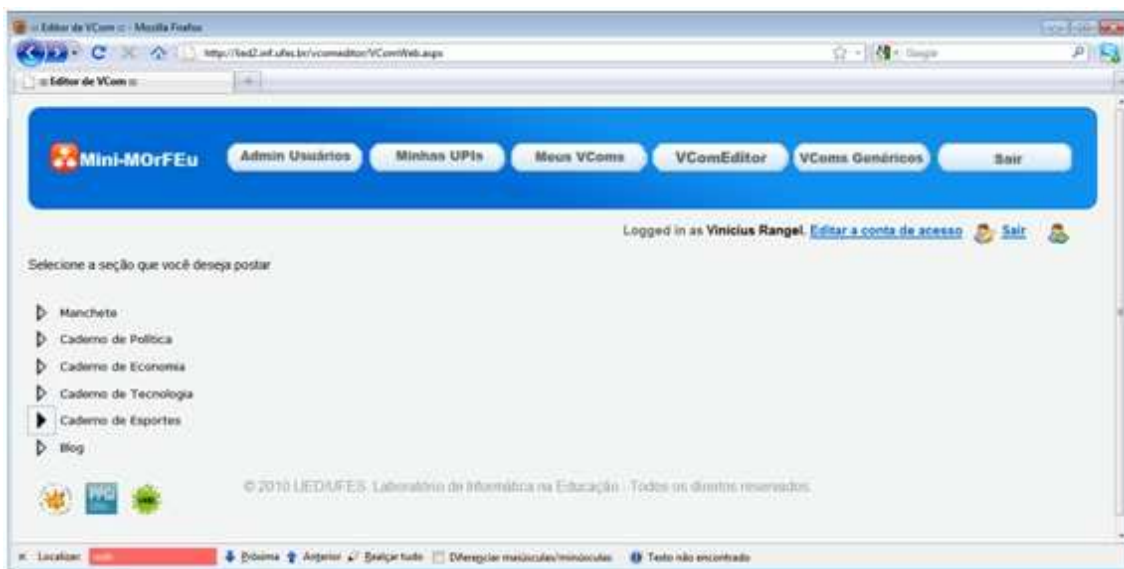 :: Editor de VCom :: - Mozilla Firefox
Google
:: Editor de VCom ::
Mini-MOrFEu
Admin Usuários
Minhas UPIs
Meus VComs
VComEditor
VComs Genéricos
Sair
Logged in as Vinicius Rangel. Editar a conta de acesso Sair
Selecione a seção que você deseja postar
Manchete
Caderno de Política
Caderno de Economia
Caderno de Tecnologia
Caderno de Esportes
Blog
© 2010 LIED/UFES. Laboratório de Informática na Educação - Todos os direitos reservados.
Localizar: Próxima Anterior Realçar tudo Diferenciar maiúsculas/minúsculas Texto não encontrado